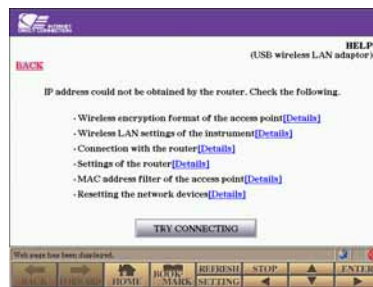 INTERNET
DIRECT CONNECTION
HELP
(USB wireless LAN adaptor)
BACK
IP address could not be obtained by the router. Check the following.
- Wireless encryption format of the access point[Details]
- Wireless LAN settings of the instrument[Details]
- Connection with the router[Details]
- Settings of the router[Details]
- MAC address filter of the access point[Details]
- Resetting the network devices[Details]
TRY CONNECTING
Web page has been displayed.
BACK FORWARD HOME BOOK MARK REFRESH STOP ENTER
SETTING